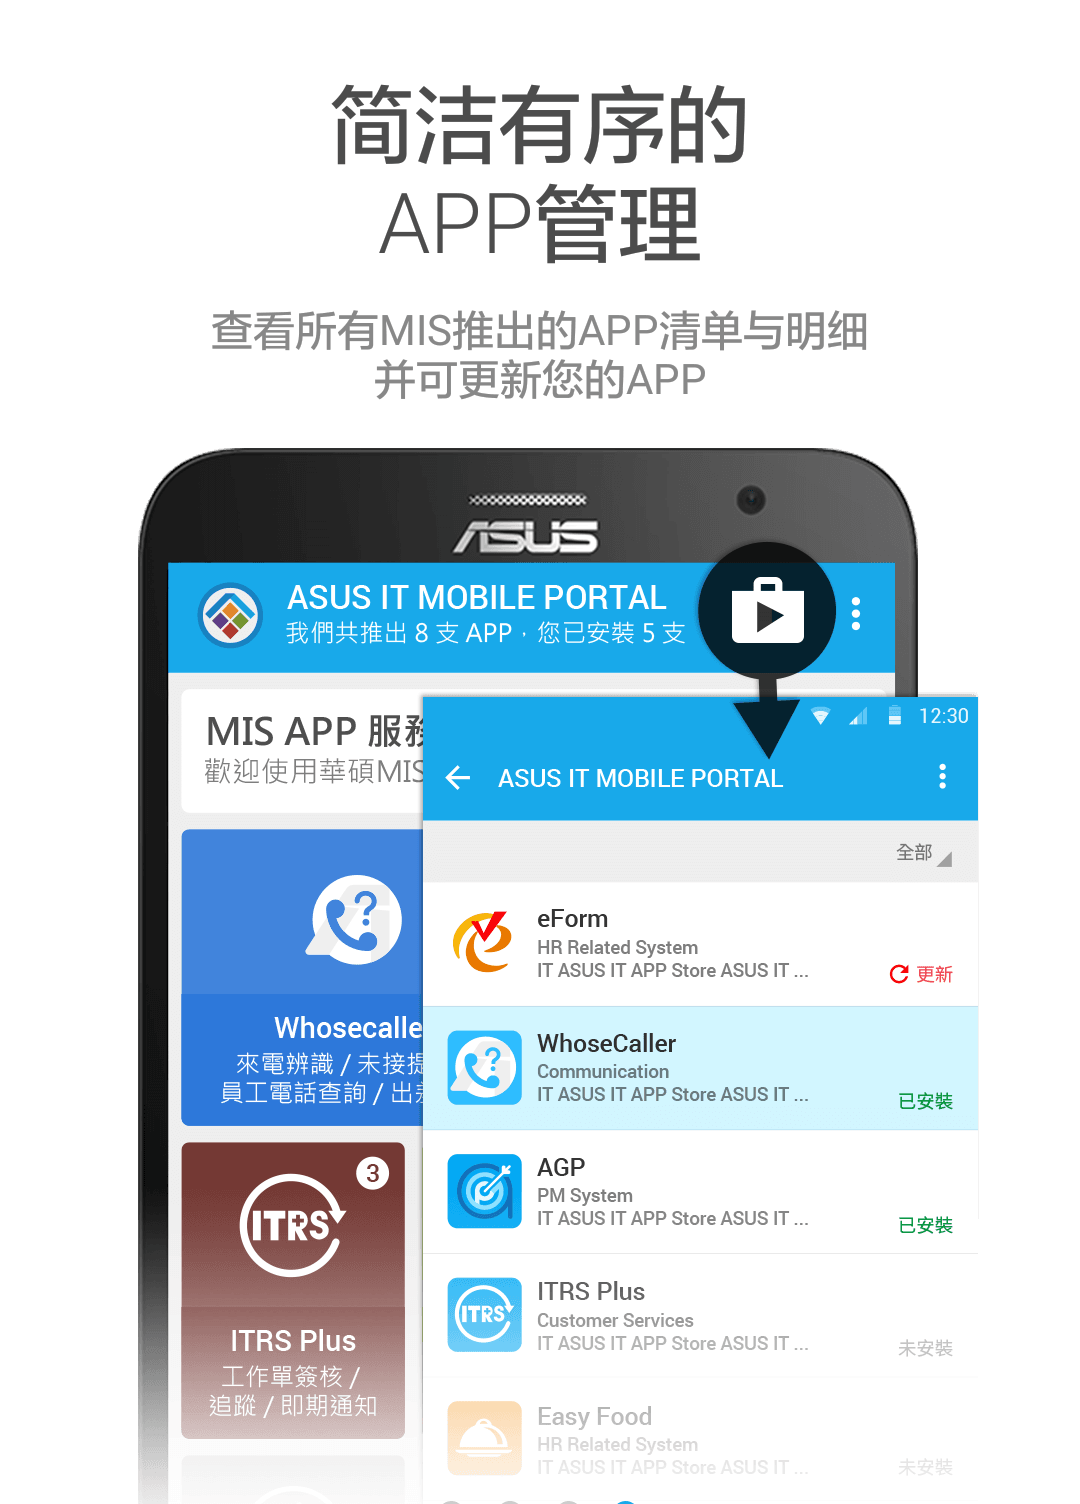 简洁有序的
APP管理
查看所有MIS推出的APP清单与明细
并可更新您的APP
ASUS
ASUS IT MOBILE PORTAL
我們共推出 8 支 APP，您已安裝 5 支
MIS APP 服務
歡迎使用華碩MIS
Whosecalle
來電辨識 / 未接提
員工電話查詢 / 出差
3
ITRS
ITRS Plus
工作單簽核 /
追蹤 / 即期通知
12:30
ASUS IT MOBILE PORTAL
全部
eForm
HR Related System
IT ASUS IT APP Store ASUS IT ...
更新
WhoseCaller
Communication
IT ASUS IT APP Store ASUS IT ...
已安裝
AGP
PM System
IT ASUS IT APP Store ASUS IT ...
已安裝
ITRS
ITRS Plus
Customer Services
IT ASUS IT APP Store ASUS IT ...
未安裝
Easy Food
HR Related System
IT ASUS IT APP Store ASUS IT ...
未安裝